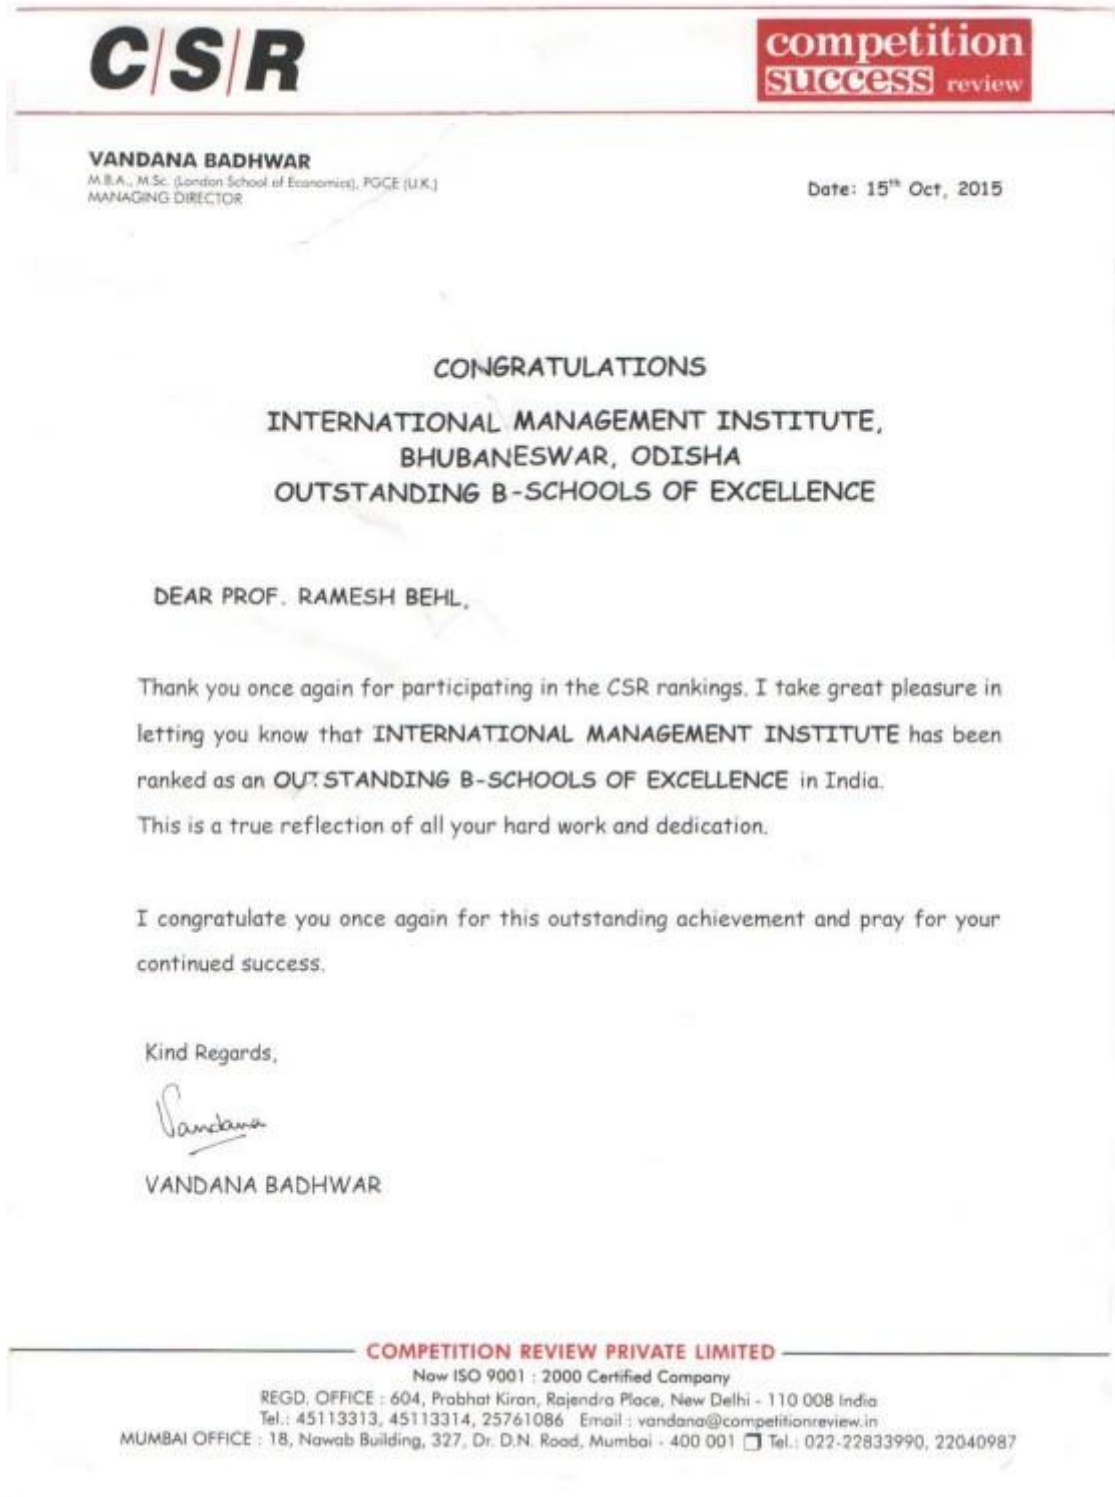 C/S/R
competition
success review
VANDANA BADHWAR
M.B.A., M.Sc. (London School of Economics), PGCE (U.K.)
MANAGING DIRECTOR
Date: 15th Oct, 2015
CONGRATULATIONS
INTERNATIONAL MANAGEMENT INSTITUTE,
BHUBANESWAR, ODISHA
OUTSTANDING B-SCHOOLS OF EXCELLENCE
DEAR PROF. RAMESH BEHL,
Thank you once again for participating in the CSR rankings. I take great pleasure in
letting you know that INTERNATIONAL MANAGEMENT INSTITUTE has been
ranked as an OUTSTANDING B-SCHOOLS OF EXCELLENCE in India.
This is a true reflection of all your hard work and dedication.
I congratulate you once again for this outstanding achievement and pray for your
continued success.
Kind Regards,
Vandana
VANDANA BADHWAR
COMPETITION REVIEW PRIVATE LIMITED
Now ISO 9001 : 2000 Certified Company
REGD. OFFICE : 604, Prabhat Kiran, Rajendra Place, New Delhi - 110 008 India
Tel.: 45113313, 45113314, 25761086 Email : vandana@competitionreview.in
MUMBAI OFFICE : 18, Nawab Building, 327, Dr. D.N. Road, Mumbai - 400 001 ❒ Tel.: 022-22833990, 22040987